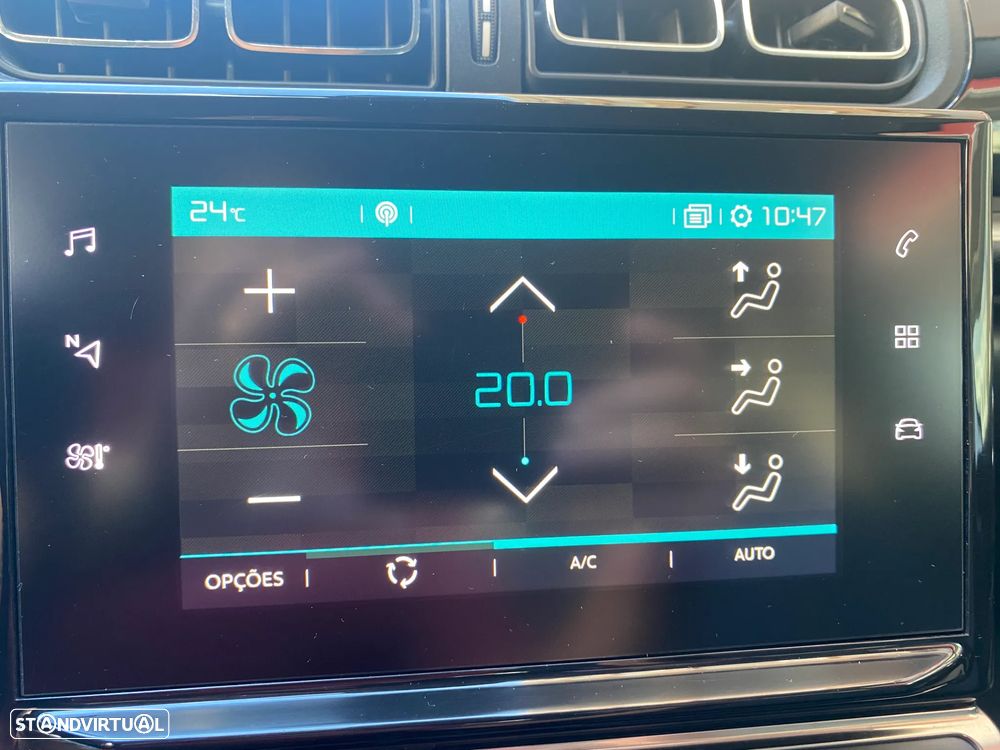 24°C
10:47
N
20.0
OPÇÕES
A/C
AUTO
STANDVIRTUAL